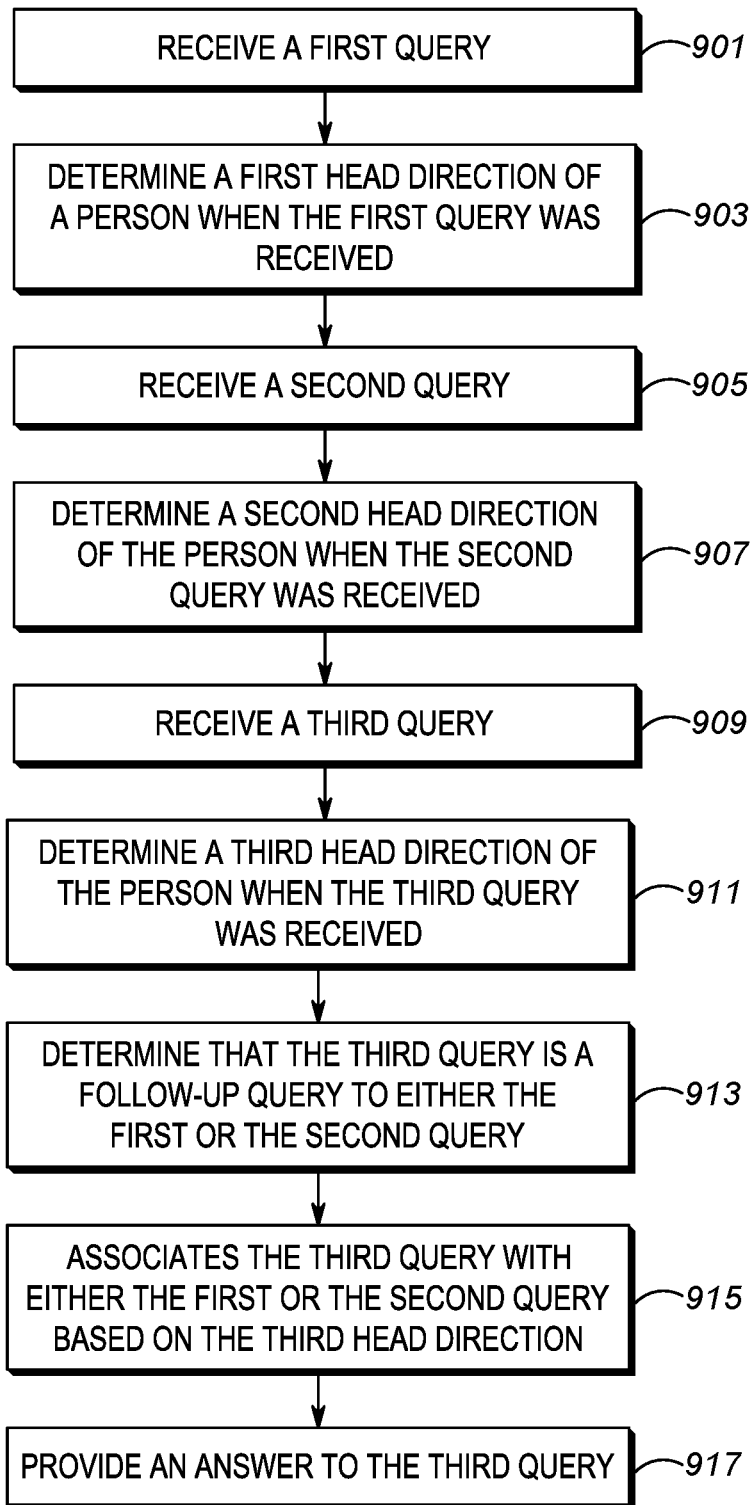 RECEIVE A FIRST QUERY
901
DETERMINE A FIRST HEAD DIRECTION OF
A PERSON WHEN THE FIRST QUERY WAS
RECEIVED
903
RECEIVE A SECOND QUERY
905
DETERMINE A SECOND HEAD DIRECTION
OF THE PERSON WHEN THE SECOND
QUERY WAS RECEIVED
907
RECEIVE A THIRD QUERY
909
DETERMINE A THIRD HEAD DIRECTION OF
THE PERSON WHEN THE THIRD QUERY
WAS RECEIVED
911
DETERMINE THAT THE THIRD QUERY IS A
FOLLOW-UP QUERY TO EITHER THE
FIRST OR THE SECOND QUERY
913
ASSOCIATES THE THIRD QUERY WITH
EITHER THE FIRST OR THE SECOND QUERY
BASED ON THE THIRD HEAD DIRECTION
915
PROVIDE AN ANSWER TO THE THIRD QUERY
917